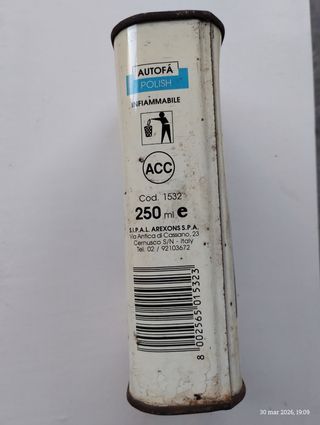 AUTOFÁ
POLISH
INFIAMMABILE
ACC
Cod. 1532
250 ml e
S.I.P.A.L. AREXONS S.P.A.
Via Antica di Cassano, 23
Cernusco S/N - Italy
Tel. 02 / 92103672
8 002565 015323
30 mar 2026, 19:09